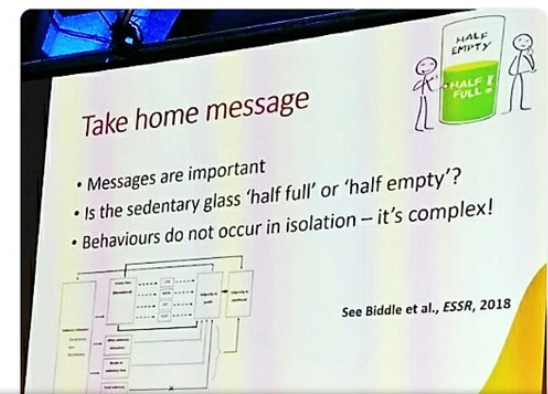 HALF
EMPTY
HALF
FULL
Take home message
• Messages are important
• Is the sedentary glass 'half full' or 'half empty'?
• Behaviours do not occur in isolation – it's complex!
See Biddle et al., ESSR, 2018